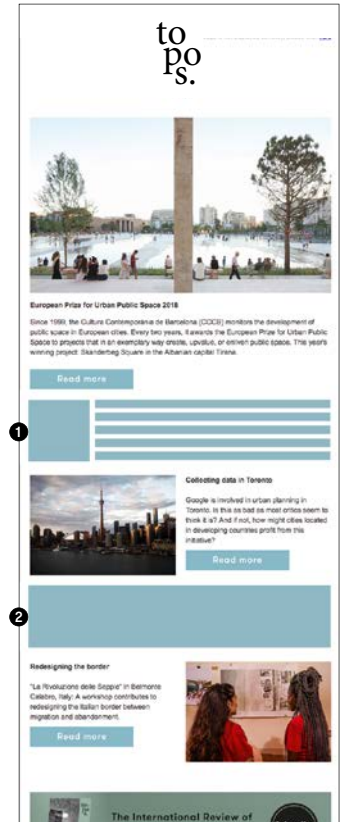 to
po
s.
European Prize for Urban Public Space 2018
Since 1999, the Cultura Contemporània de Barcelona (CCCB) monitors the development of
public space in European cities. Every two years, it awards the European Prize for Urban Public
Space to projects that in an exemplary way create, upvalue, or enliven public space. This year's
winning project: Skanderbeg Square in the Albanian capital Tirana.
Read more
1
Collecting data in Toronto
Google is involved in urban planning in
Toronto. Is this as bad as most critics seem to
think it is? And if not, how might cities located
in developing countries profit from this
initiative?
Read more
2
Redesigning the border
"La Rivoluzione delle Seppie" in Belmonte
Calabro, Italy: A workshop contributes to
redesigning the Italian border between
migration and abandonment.
Read more
The International Review of